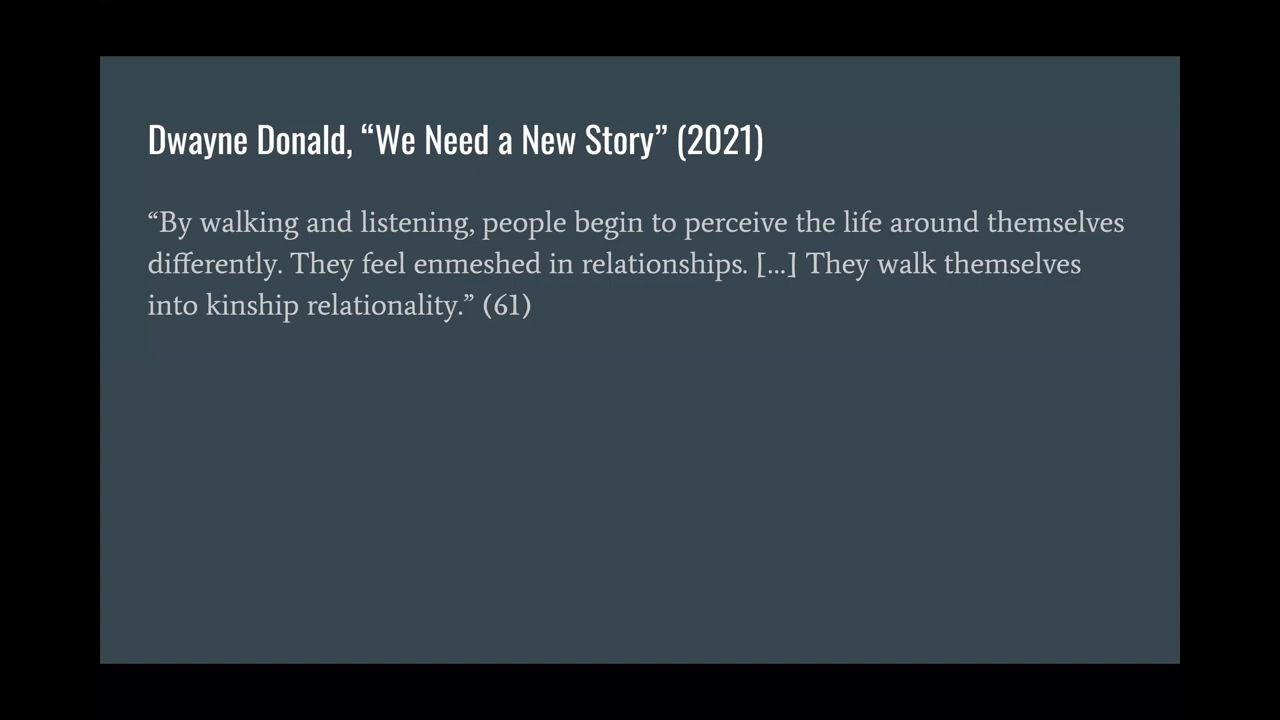 Dwayne Donald, “We Need a New Story” (2021)
“By walking and listening, people begin to perceive the life around themselves
differently. They feel enmeshed in relationships. [...] They walk themselves
into kinship relationality.” (61)